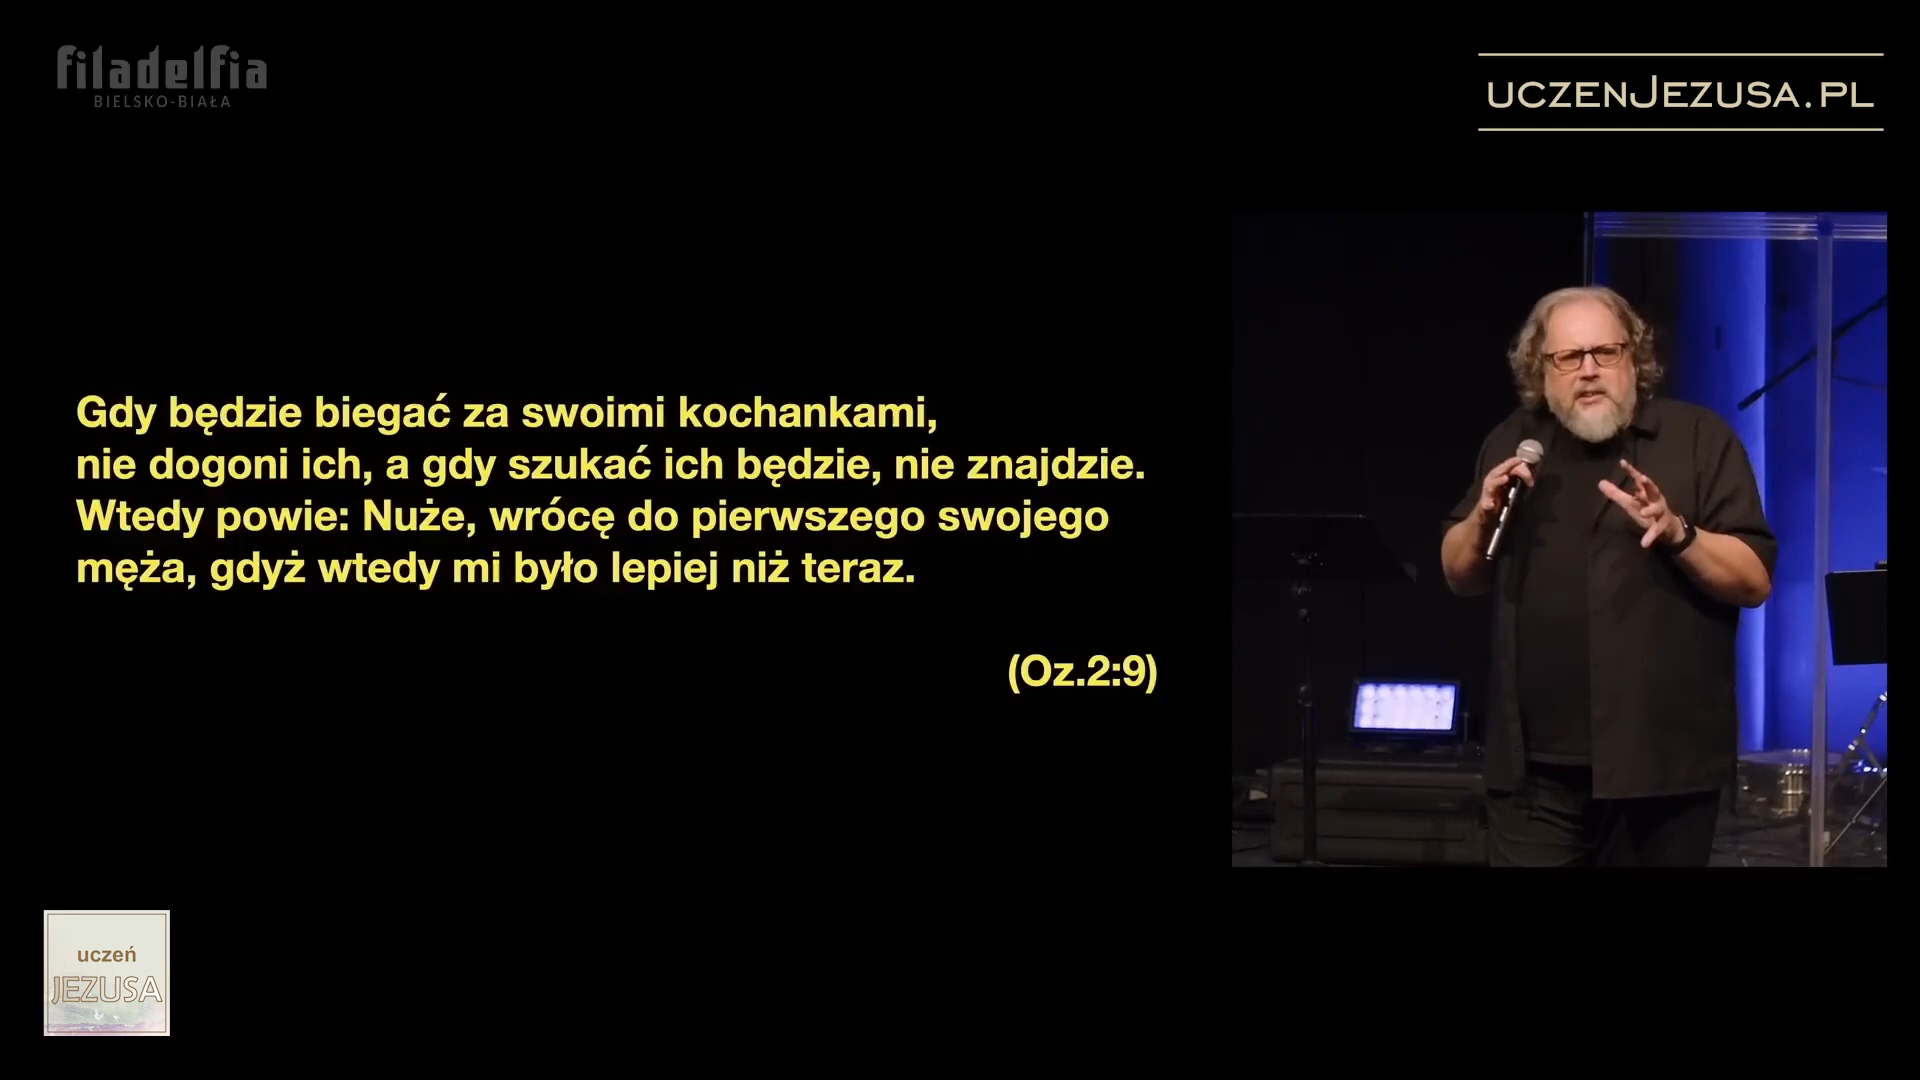 filadelfia
BIELSKO-BIAŁA
UCZENJEZUSA.PL
Gdy będzie biegać za swoimi kochankami,
nie dogoni ich, a gdy szukać ich będzie, nie znajdzie.
Wtedy powie: Nuże, wrócę do pierwszego swojego
męża, gdyż wtedy mi było lepiej niż teraz.
(Oz.2:9)
uczeń
JEZUSA